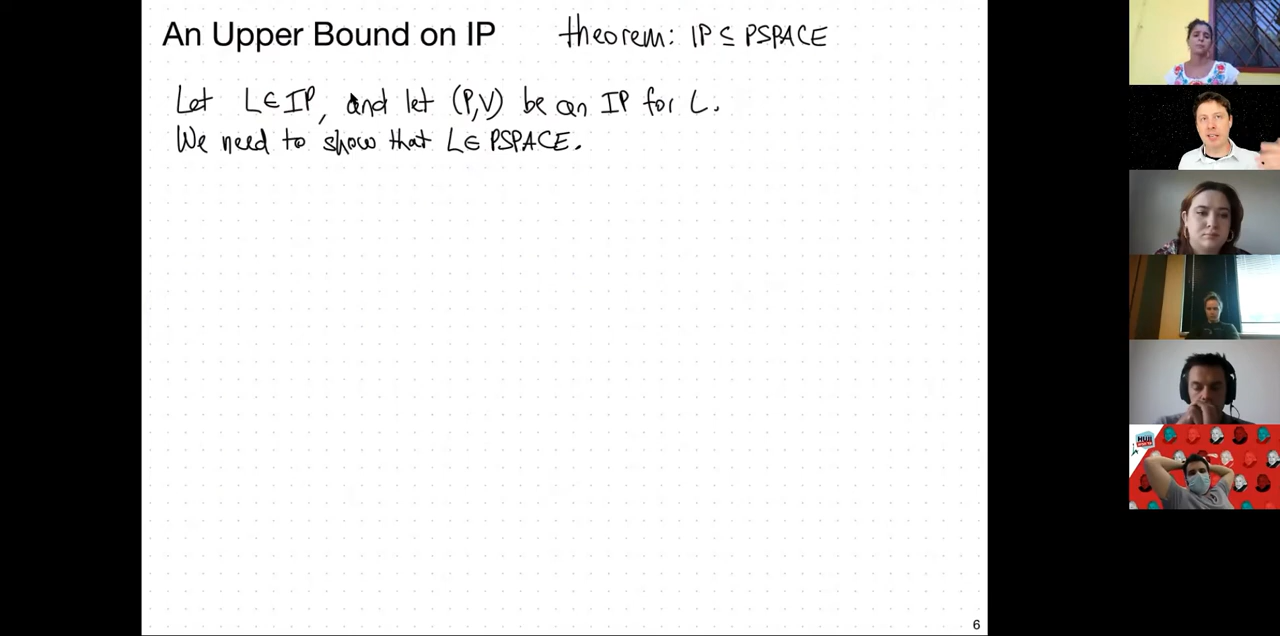 An Upper Bound on IP
theorem: IP ⊆ PSPACE
Let L∈IP, and let (P,V) be an IP for L.
We need to show that L∈ PSPACE.
HUB
6